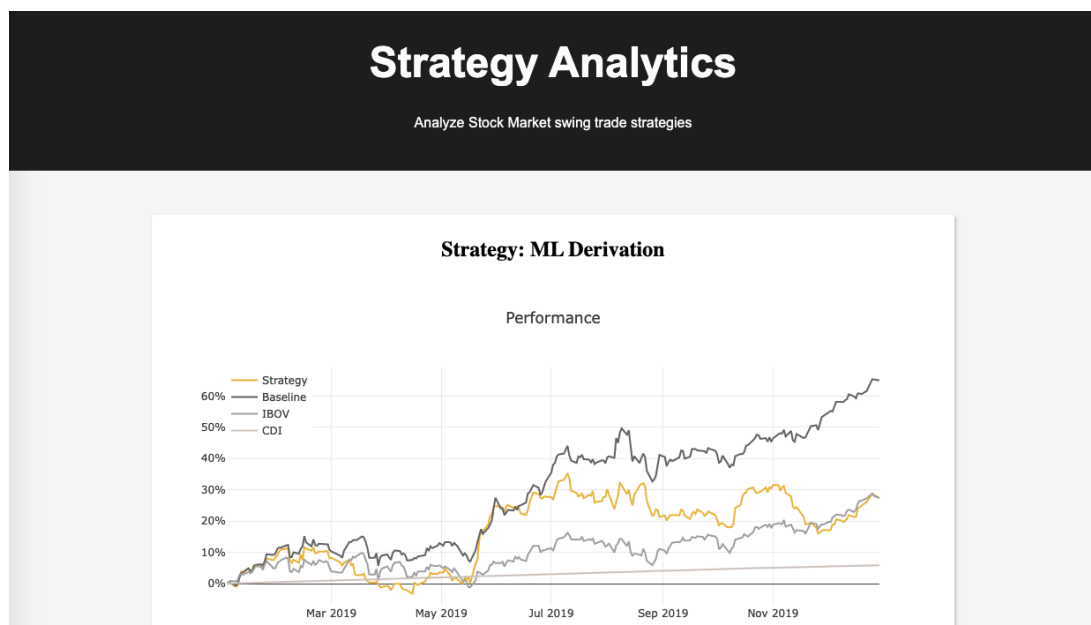 Strategy Analytics
Analyze Stock Market swing trade strategies
Strategy: ML Derivation
Performance
Strategy
Baseline
IBOV
CDI
60%
50%
40%
30%
20%
10%
0%
Mar 2019 May 2019 Jul 2019 Sep 2019 Nov 2019